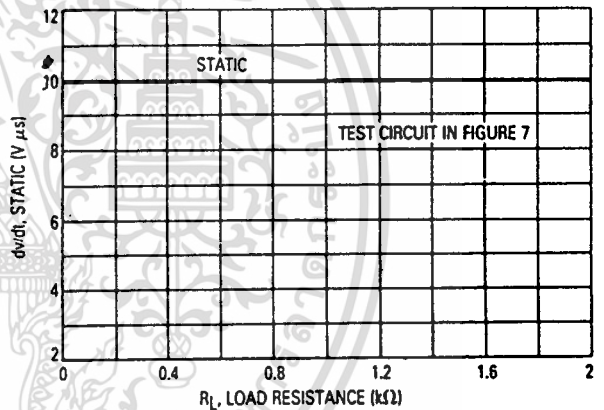 12
STATIC
10
TEST CIRCUIT IN FIGURE 7
8
6
4
2
dv/dt, STATIC (V μs)
0 0.4 0.8 1.2 1.6 2
R_L, LOAD RESISTANCE (kΩ)